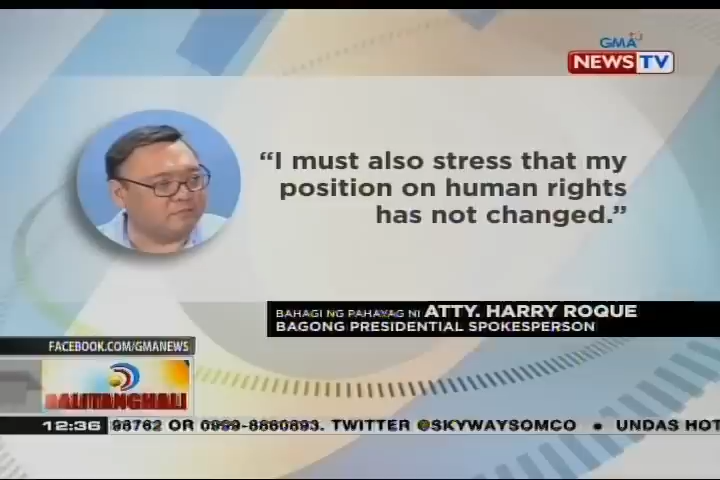 GMA
NEWS TV
“I must also stress that my
position on human rights
has not changed.”
BAHAGI NG PAHAYAG NI ATTY. HARRY ROQUE
BAGONG PRESIDENTIAL SPOKESPERSON
FACEBOOK.COM/GMANEWS
BALITANGHALI
12:36 98762 OR 0999-8860893. TWITTER @SKYWAYSOMCO • UNDAS HOT